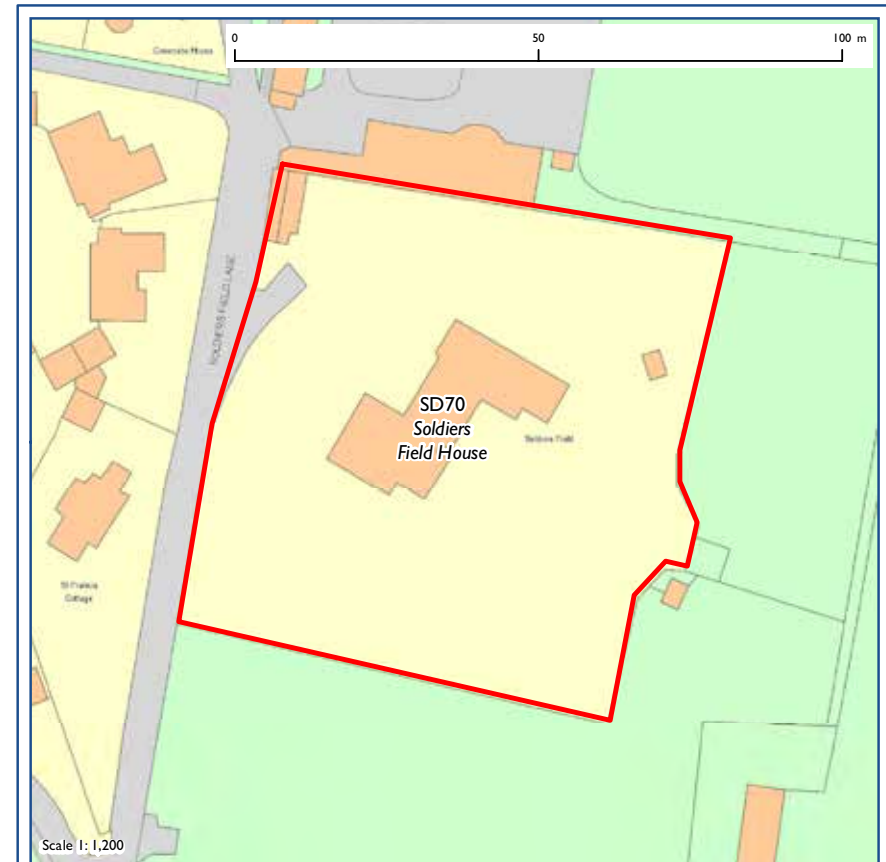 0 50 100 m
SOLDIERS FIELD LANE
SD70
Soldiers
Field House
Soldiers Field
St Francis
Cottage
Scale 1: 1,200